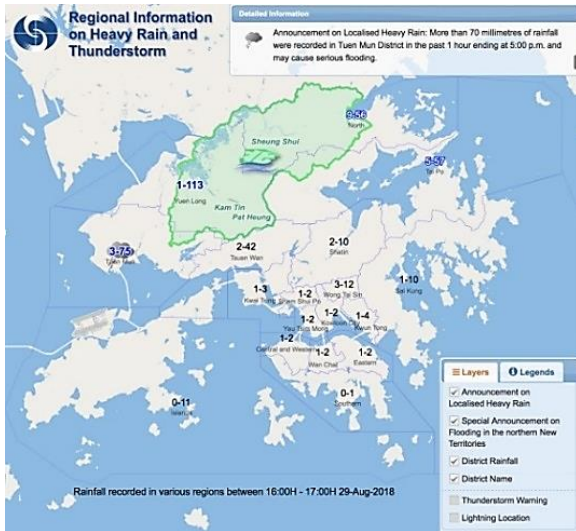 Regional Information
on Heavy Rain and
Thunderstorm
Detailed Information
Announcement on Localised Heavy Rain: More than 70 millimetres of rainfall
were recorded in Tuen Mun District in the past 1 hour ending at 5:00 p.m. and
may cause serious flooding.
9-56
North
Sheung Shui
5-57
Tai Po
1-113
Yuen Long
Kam Tin
Pat Heung
3-75
Tuen Mun
2-42
Tsuen Wan
2-10
Shatin
1-3
Kwai Tsing
1-2
Sham Shui Po
3-12
Wong Tai Sin
1-10
Sai Kung
1-2
Yau Tsim Mong
1-2
Kowloon City
1-4
Kwun Tong
1-2
Central and Western
1-2
Wan Chai
1-2
Eastern
0-1
Southern
0-11
Islands
Layers
Legends
Announcement on
Localised Heavy Rain
Special Announcement on
Flooding in the northern New
Territories
District Rainfall
District Name
Thunderstorm Warning
Lightning Location
Rainfall recorded in various regions between 16:00H - 17:00H 29-Aug-2018